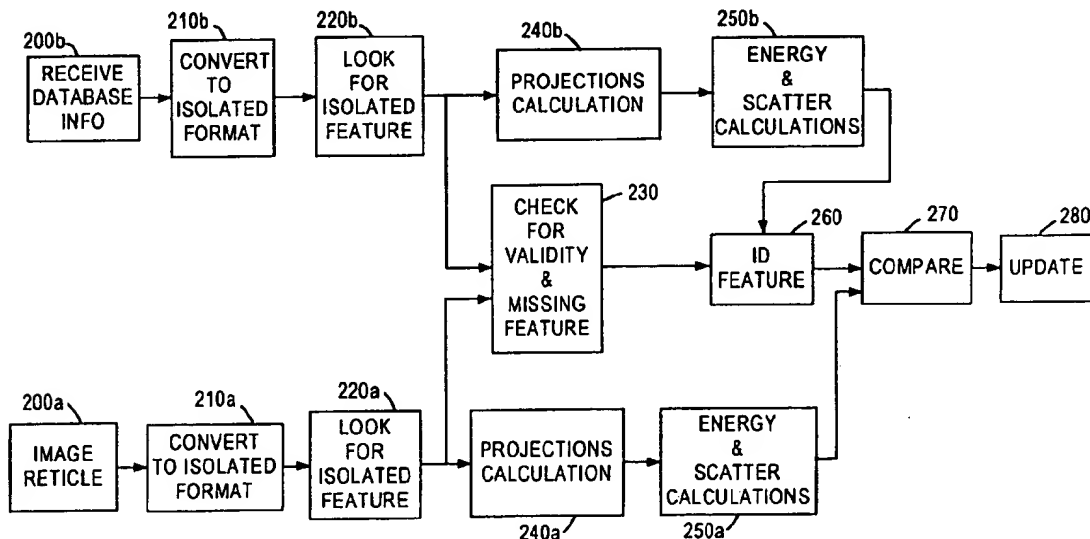 200b
RECEIVE
DATABASE
INFO
210b
CONVERT
TO
ISOLATED
FORMAT
220b
LOOK
FOR
ISOLATED
FEATURE
240b
PROJECTIONS
CALCULATION
250b
ENERGY
&
SCATTER
CALCULATIONS
230
CHECK
FOR
VALIDITY
&
MISSING
FEATURE
260
ID
FEATURE
270
COMPARE
280
UPDATE
200a
IMAGE
RETICLE
210a
CONVERT
TO ISOLATED
FORMAT
220a
LOOK
FOR
ISOLATED
FEATURE
PROJECTIONS
CALCULATION
240a
ENERGY
&
SCATTER
CALCULATIONS
250a